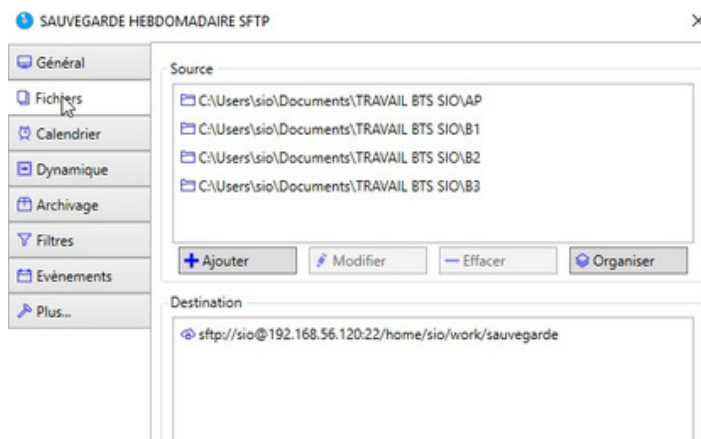 SAUVEGARDE HEBDOMADAIRE SFTP
Général
Fichiers
Calendrier
Dynamique
Archivage
Filtres
Evènements
Plus...
Source
C:\Users\sio\Documents\TRAVAIL BTS SIO\AP
C:\Users\sio\Documents\TRAVAIL BTS SIO\B1
C:\Users\sio\Documents\TRAVAIL BTS SIO\B2
C:\Users\sio\Documents\TRAVAIL BTS SIO\B3
Ajouter Modifier Effacer Organiser
Destination
sftp://sio@192.168.56.120:22/home/sio/work/sauvegarde